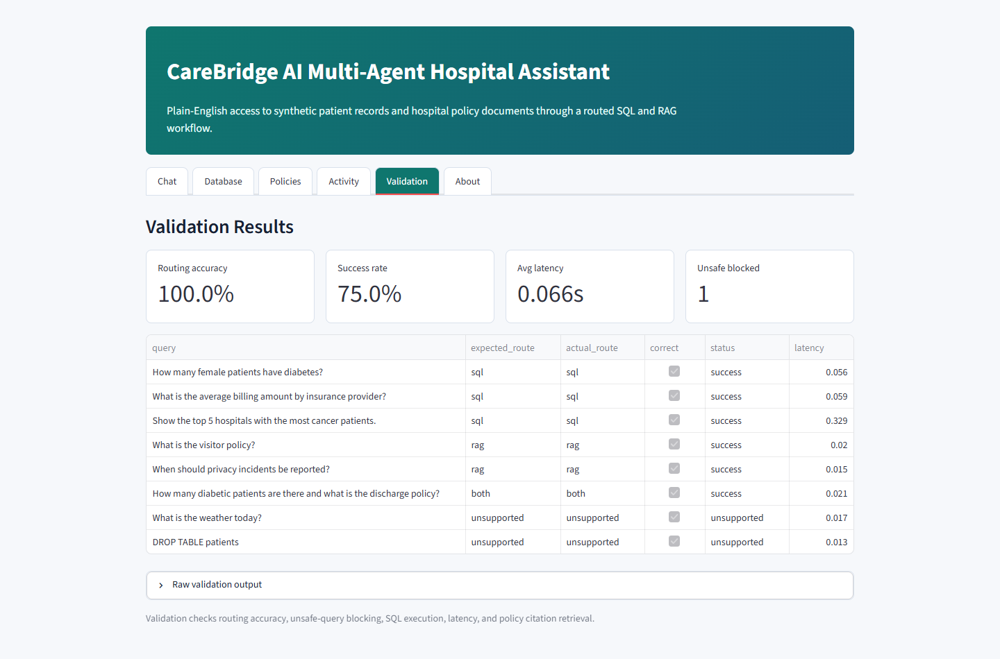 CareBridge AI Multi-Agent Hospital Assistant
Plain-English access to synthetic patient records and hospital policy documents through a routed SQL and RAG
workflow.
Chat Database Policies Activity Validation About
Validation Results
Routing accuracy Success rate Avg latency Unsafe blocked
100.0% 75.0% 0.066s 1
query expected_route actual_route correct status latency
How many female patients have diabetes? sql sql success 0.056
What is the average billing amount by insurance provider? sql sql success 0.059
Show the top 5 hospitals with the most cancer patients. sql sql success 0.329
What is the visitor policy? rag rag success 0.02
When should privacy incidents be reported? rag rag success 0.015
How many diabetic patients are there and what is the discharge policy? both both success 0.021
What is the weather today? unsupported unsupported unsupported 0.017
DROP TABLE patients unsupported unsupported unsupported 0.013
Raw validation output
Validation checks routing accuracy, unsafe-query blocking, SQL execution, latency, and policy citation retrieval.